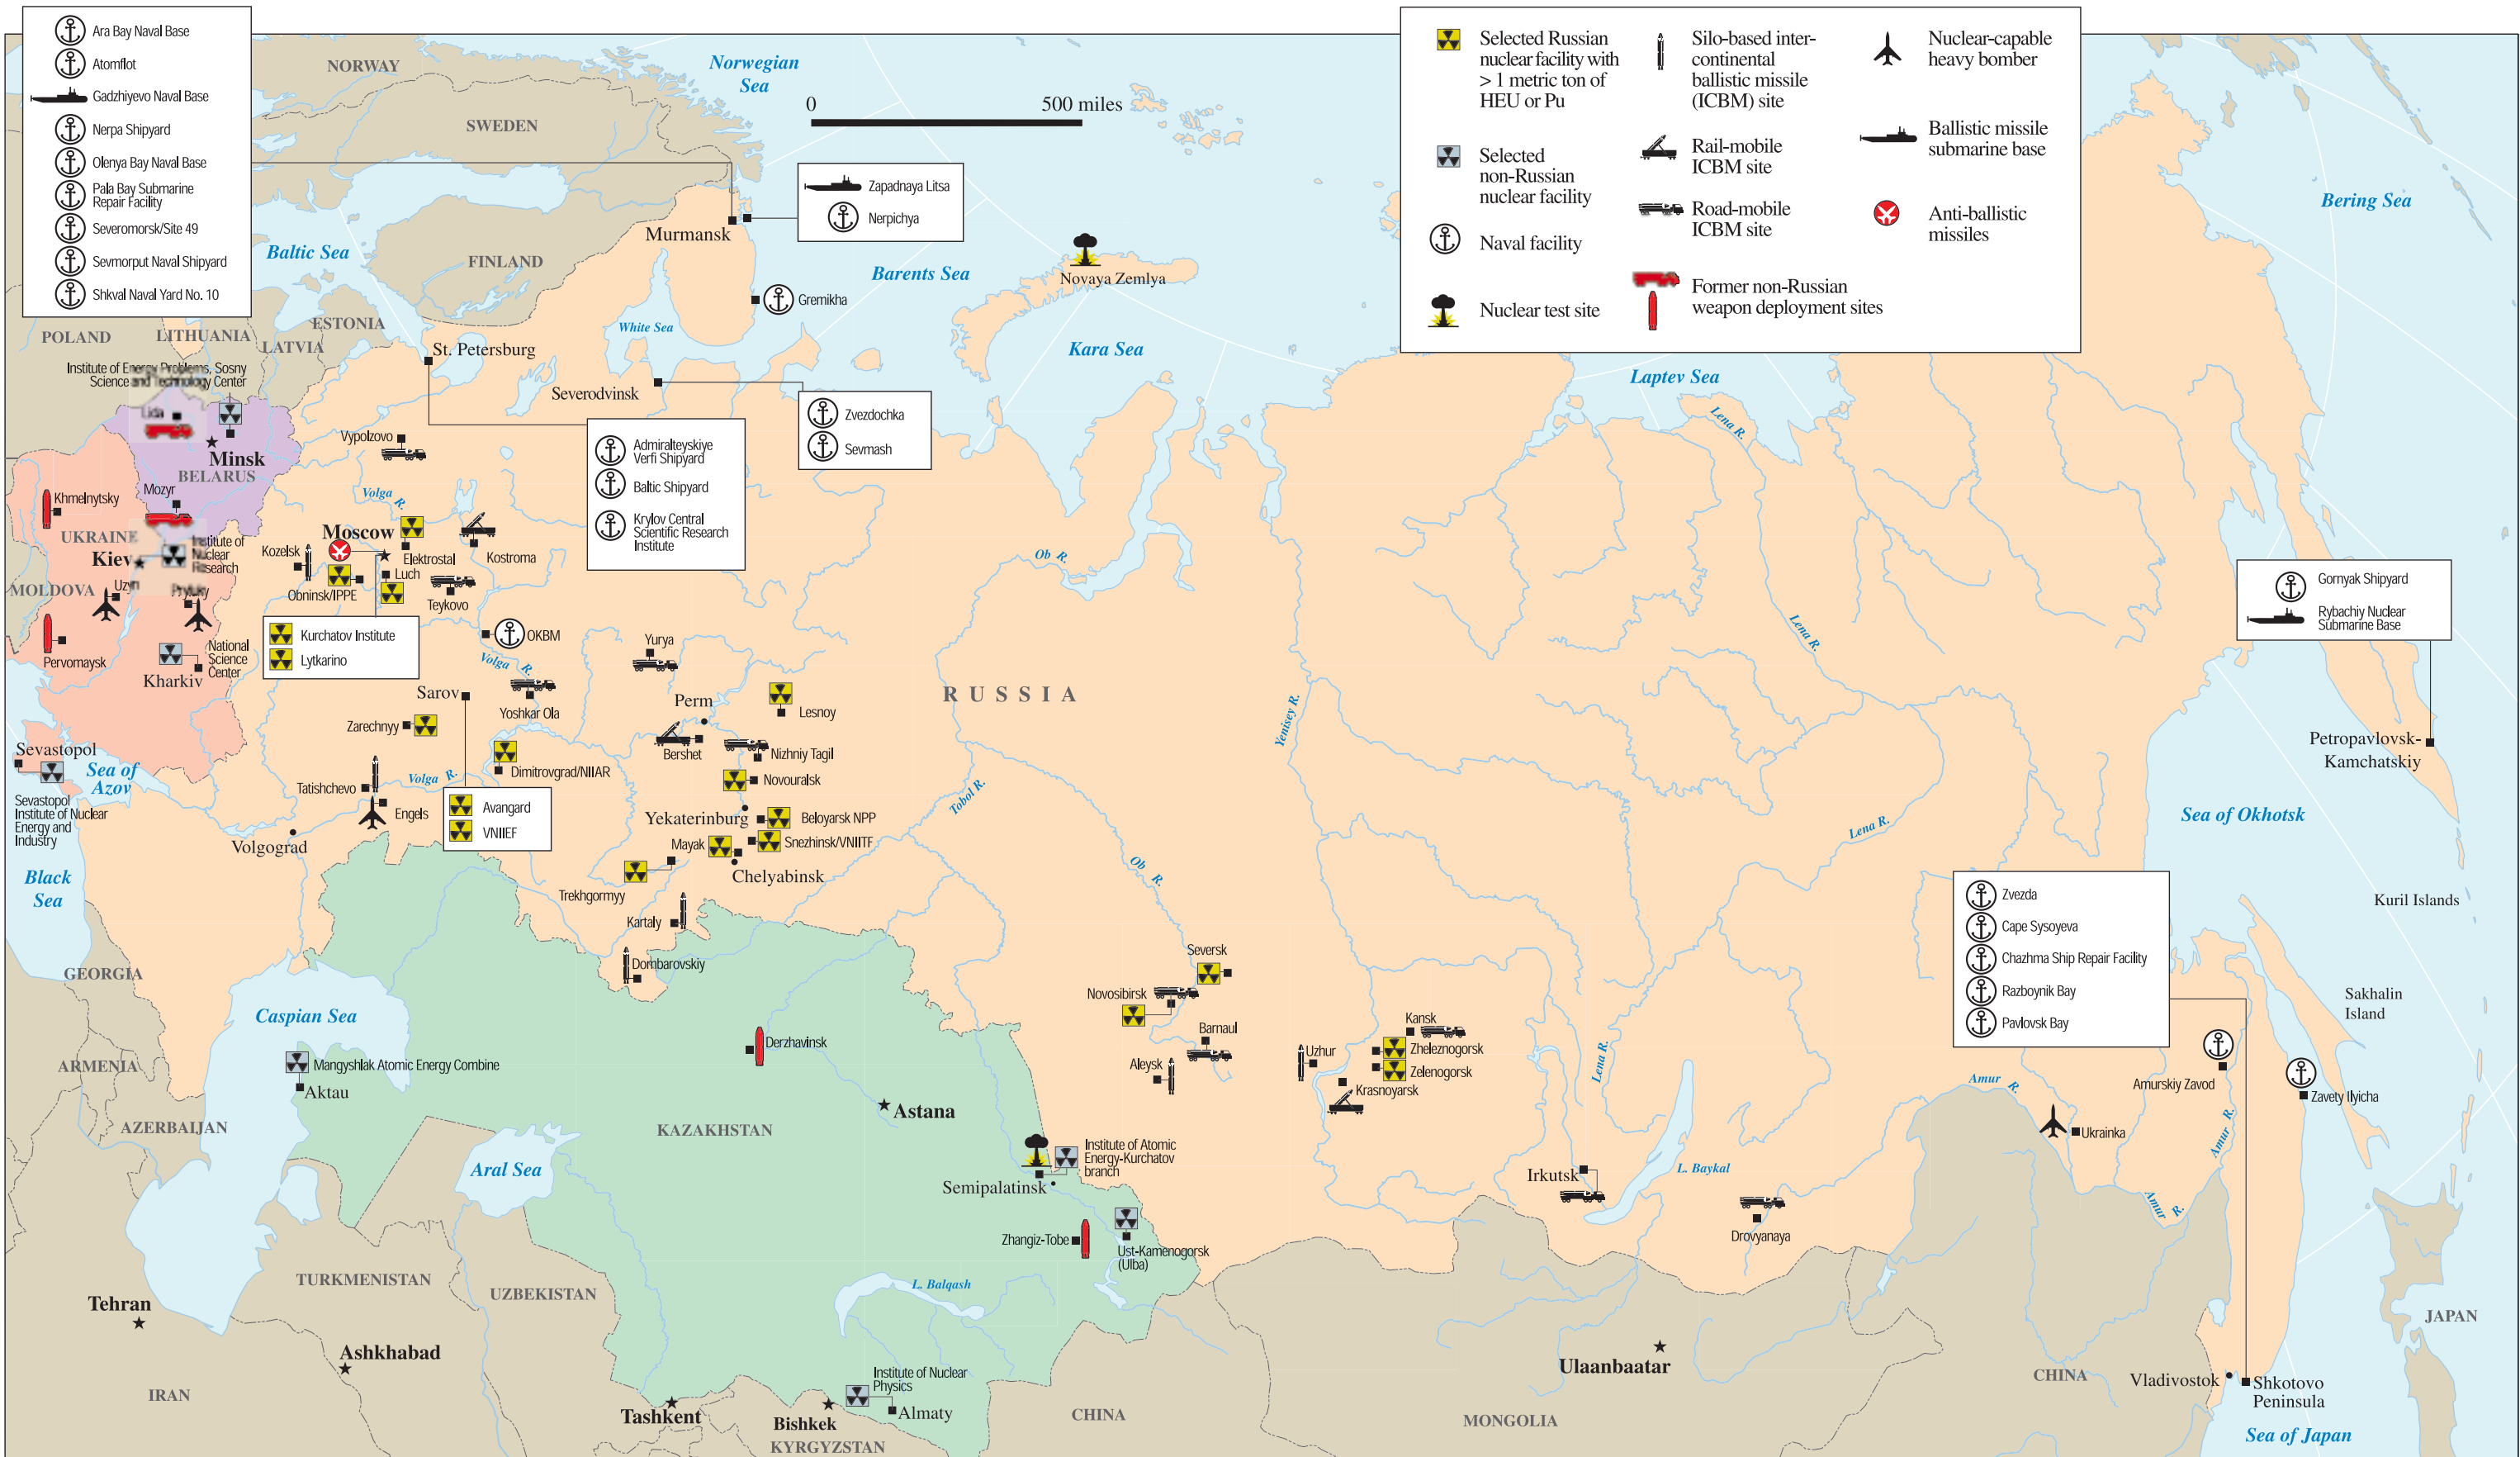 Ara Bay Naval Base
Atomflot
Gadzhiyevo Naval Base
Nerpa Shipyard
Olenya Bay Naval Base
Pala Bay Submarine
Repair Facility
Severomorsk/Site 49
Sevmorput Naval Shipyard
Shkval Naval Yard No. 10
NORWAY
SWEDEN
FINLAND
Norwegian
Sea
0 500 miles
Zapadnaya Litsa
Nerpichya
Murmansk
Baltic Sea
Barents Sea
Gremikha
Novaya Zemlya
Kara Sea
White Sea
Selected Russian
nuclear facility with
> 1 metric ton of
HEU or Pu
Selected
non-Russian
nuclear facility
Naval facility
Nuclear test site
Silo-based inter-
continental
ballistic missile
(ICBM) site
Rail-mobile
ICBM site
Road-mobile
ICBM site
Former non-Russian
weapon deployment sites
Nuclear-capable
heavy bomber
Ballistic missile
submarine base
Anti-ballistic
missiles
Bering Sea
Laptev Sea
POLAND
LITHUANIA
LATVIA
ESTONIA
St. Petersburg
Severodvinsk
Zvezdochka
Sevmash
Admiralteyskiye
Verfi Shipyard
Baltic Shipyard
Krylov Central
Scientific Research
Institute
Institute of Energy Problems, Sosny
Science and Technology Center
Lida
Minsk
BELARUS
Mozyr
Khmelnytsky
UKRAINE
Kiev
Institute of
Nuclear
Research
MOLDOVA
Uzyn
Pryluky
Pervomaysk
National
Science
Center
Kharkiv
Vypolzovo
Volga R.
Moscow
Kozelsk
Elektrostal
Luch
Obninsk/IPPE
Kostroma
Teykovo
Kurchatov Institute
Lytkarino
OKBM
Volga R.
Yurya
Sarov
Yoshkar Ola
Zarechnyy
Perm
Lesnoy
Bershet
Nizhniy Tagil
Dimitrovgrad/NIIAR
Novouralsk
Tatishchevo
Volga R.
Engels
Avangard
VNIIEF
Yekaterinburg
Beloyarsk NPP
Mayak
Snezhinsk/VNIITF
Chelyabinsk
Trekhgornyy
Kartaly
Dombarovskiy
Volgograd
Sevastopol
Sea of
Azov
Sevastopol
Institute of Nuclear
Energy and
Industry
Black
Sea
RUSSIA
Ob R.
Yenisey R.
Tobol R.
Ob R.
Lena R.
Lena R.
Lena R.
Lena R.
Gornyak Shipyard
Rybachiy Nuclear
Submarine Base
Petropavlovsk-
Kamchatskiy
Sea of Okhotsk
Kuril Islands
Zvezda
Cape Sysoyeva
Chazhma Ship Repair Facility
Razboynik Bay
Pavlovsk Bay
Sakhalin
Island
Amurskiy Zavod
Zavety Ilyicha
Amur R.
Amur R.
Amur R.
Ukrainka
Seversk
Novosibirsk
Barnaul
Aleysk
Uzhur
Kansk
Zheleznogorsk
Zelenogorsk
Krasnoyarsk
Irkutsk
L. Baykal
Drovyanaya
GEORGIA
ARMENIA
AZERBAIJAN
Caspian Sea
Mangyshlak Atomic Energy Combine
Aktau
Derzhavinsk
Astana
KAZAKHSTAN
Aral Sea
Institute of Atomic
Energy-Kurchatov
branch
Semipalatinsk
Zhangiz-Tobe
Ust-Kamenogorsk
(Ulba)
L. Balqash
TURKMENISTAN
UZBEKISTAN
Tehran
Ashkhabad
IRAN
Tashkent
Bishkek
KYRGYZSTAN
Institute of Nuclear
Physics
Almaty
CHINA
MONGOLIA
Ulaanbaatar
CHINA
Vladivostok
Shkotovo
Peninsula
Sea of Japan
JAPAN